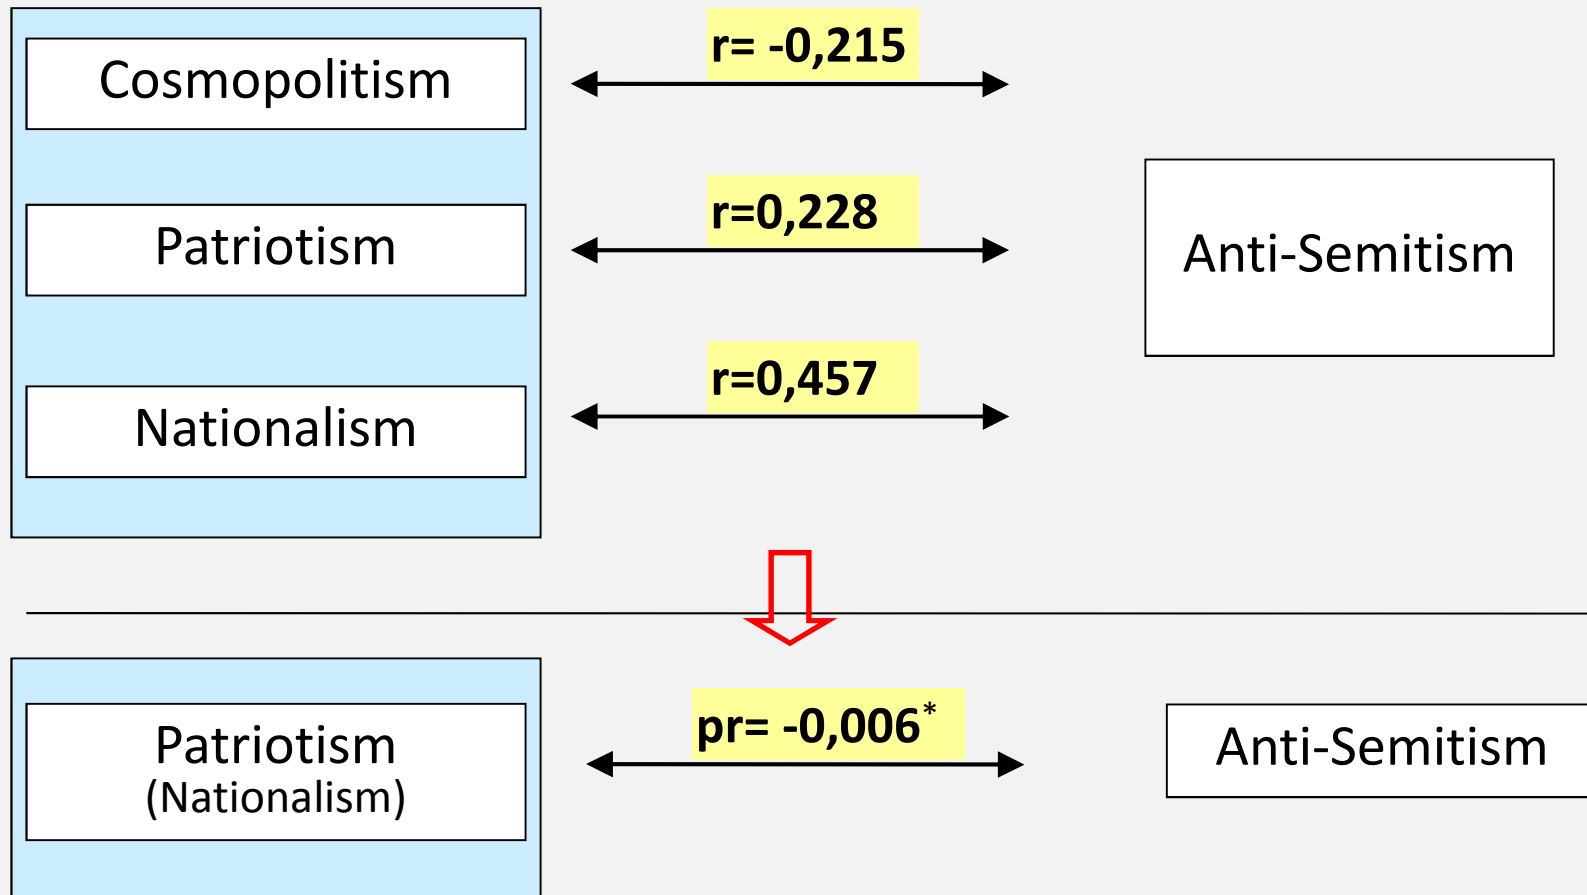 Cosmopolitism
r= -0,215
Patriotism
r=0,228
Anti-Semitism
Nationalism
r=0,457
Patriotism
(Nationalism)
pr= -0,006*
Anti-Semitism